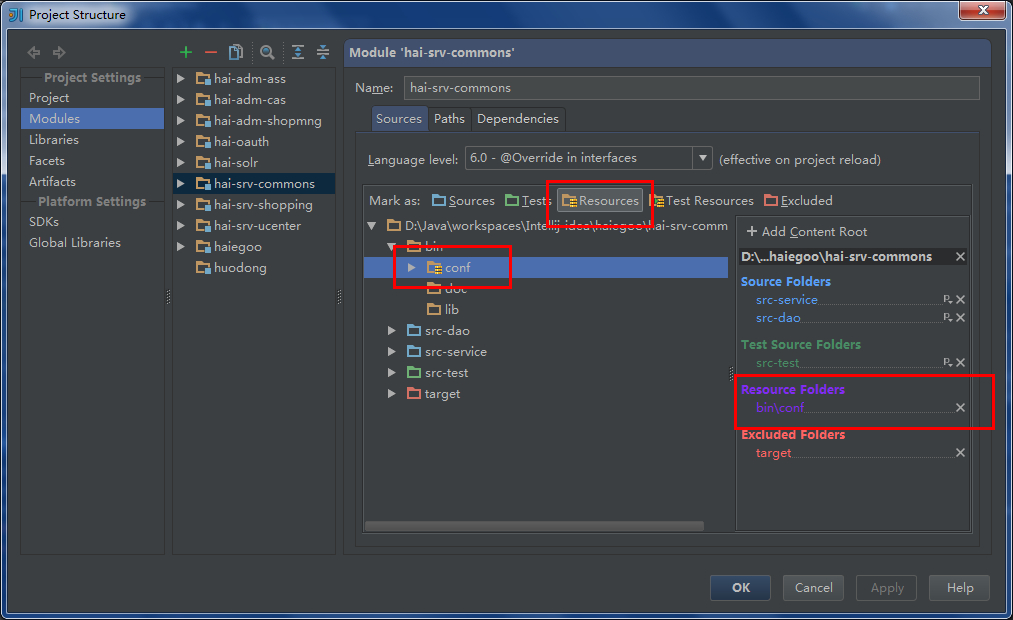 Project Structure
Project Settings
Project
Modules
Libraries
Facets
Artifacts
Platform Settings
SDKs
Global Libraries
hai-adm-ass
hai-adm-cas
hai-adm-shopmng
hai-oauth
hai-solr
hai-srv-commons
hai-srv-shopping
hai-srv-ucenter
haiegoo
huodong
Module 'hai-srv-commons'
Name: hai-srv-commons
Sources Paths Dependencies
Language level: 6.0 - @Override in interfaces (effective on project reload)
Mark as: Sources Tests Resources Test Resources Excluded
D:\Java\workspaces\Intellij-idea\haiegoo\hai-srv-comm
bin
conf
doc
lib
src-dao
src-service
src-test
target
+ Add Content Root
D:\...haiegoo\hai-srv-commons
Source Folders
src-service
src-dao
Test Source Folders
src-test
Resource Folders
bin\conf
Excluded Folders
target
OK Cancel Apply Help